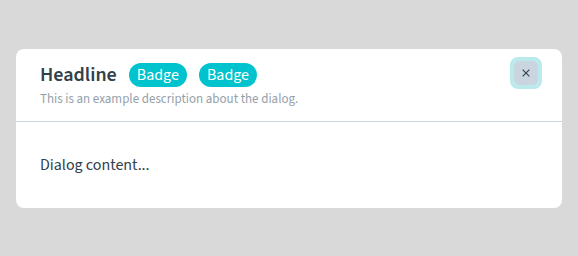 Headline Badge Badge ×
This is an example description about the dialog.
Dialog content...